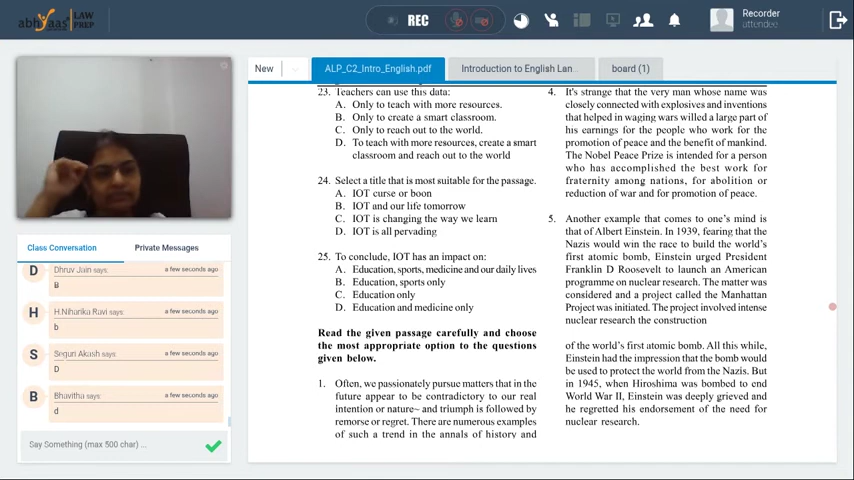 abhyaas LAW PREP
REC
Recorder
attendee
New
ALP_C2_Intro_English.pdf
Introduction to English Lan...
board (1)
Class Conversation
Private Messages
D
Dhruv Jain says:
a few seconds ago
B
H
H.Niharika Ravi says:
a few seconds ago
b
S
Seguri Akash says:
a few seconds ago
D
B
Bhavitha says:
a few seconds ago
d
Say Something (max 500 char) ...
23. Teachers can use this data:
A. Only to teach with more resources.
B. Only to create a smart classroom.
C. Only to reach out to the world.
D. To teach with more resources, create a smart
classroom and reach out to the world
24. Select a title that is most suitable for the passage.
A. IOT curse or boon
B. IOT and our life tomorrow
C. IOT is changing the way we learn
D. IOT is all pervading
25. To conclude, IOT has an impact on:
A. Education, sports, medicine and our daily lives
B. Education, sports only
C. Education only
D. Education and medicine only
Read the given passage carefully and choose
the most appropriate option to the questions
given below.
1. Often, we passionately pursue matters that in the
future appear to be contradictory to our real
intention or nature~ and triumph is followed by
remorse or regret. There are numerous examples
of such a trend in the annals of history and
4. It's strange that the very man whose name was
closely connected with explosives and inventions
that helped in waging wars willed a large part of
his earnings for the people who work for the
promotion of peace and the benefit of mankind.
The Nobel Peace Prize is intended for a person
who has accomplished the best work for
fraternity among nations, for abolition or
reduction of war and for promotion of peace.
5. Another example that comes to one's mind is
that of Albert Einstein. In 1939, fearing that the
Nazis would win the race to build the world's
first atomic bomb, Einstein urged President
Franklin D Roosevelt to launch an American
programme on nuclear research. The matter was
considered and a project called the Manhattan
Project was initiated. The project involved intense
nuclear research the construction
of the world's first atomic bomb. All this while,
Einstein had the impression that the bomb would
be used to protect the world from the Nazis. But
in 1945, when Hiroshima was bombed to end
World War II, Einstein was deeply grieved and
he regretted his endorsement of the need for
nuclear research.